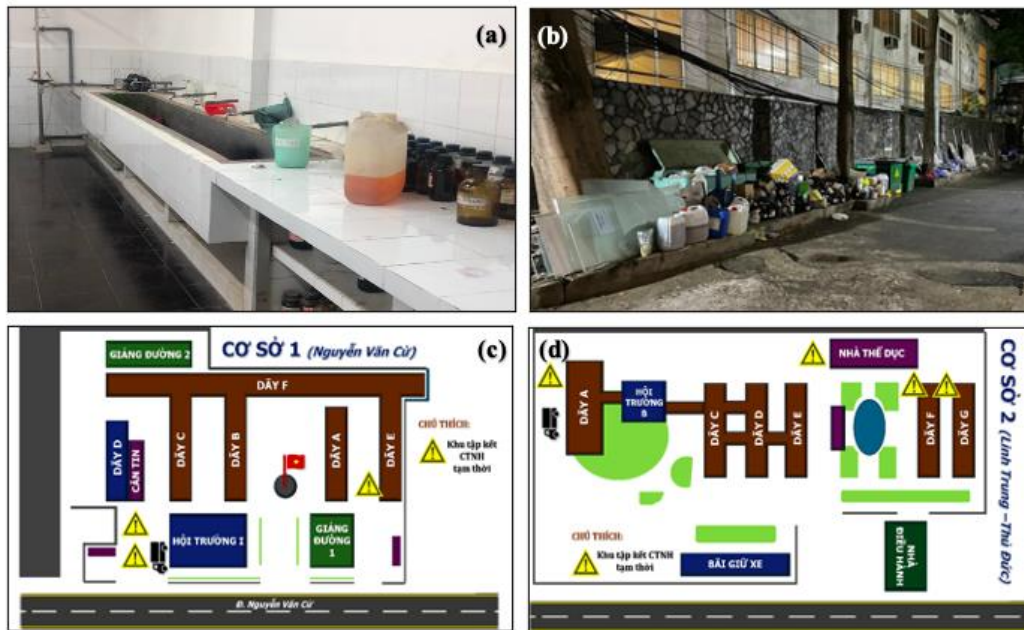 (a)
(b)
GIẢNG ĐƯỜNG 2
CƠ SỞ 1 (Nguyễn Văn Cừ)
(c)
DÃY F
DÃY D
CĂN TIN
DÃY C
DÃY B
DÃY A
DÃY E
CHÚ THÍCH:
Khu tập kết
CTNH
tạm thời
HỘI TRƯỜNG I
GIẢNG
ĐƯỜNG
1
Đ. Nguyễn Văn Cừ
(d)
DÃY A
HỘI
TRƯỜNG
B
DÃY C
DÃY D
DÃY E
NHÀ THỂ DỤC
DÃY F
DÃY G
CƠ SỞ 2 (Linh Trung –Thủ Đức)
CHÚ THÍCH:
Khu tập kết CTNH
tạm thời
BÃI GIỮ XE
NHÀ
ĐIỀU HÀNH